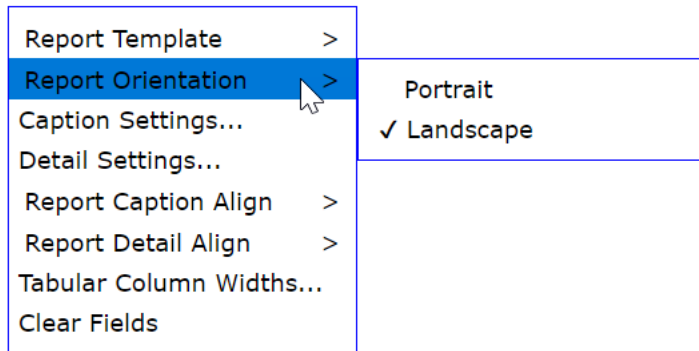 Report Template >
Report Orientation >
Portrait
✓ Landscape
Caption Settings...
Detail Settings...
Report Caption Align >
Report Detail Align >
Tabular Column Widths...
Clear Fields